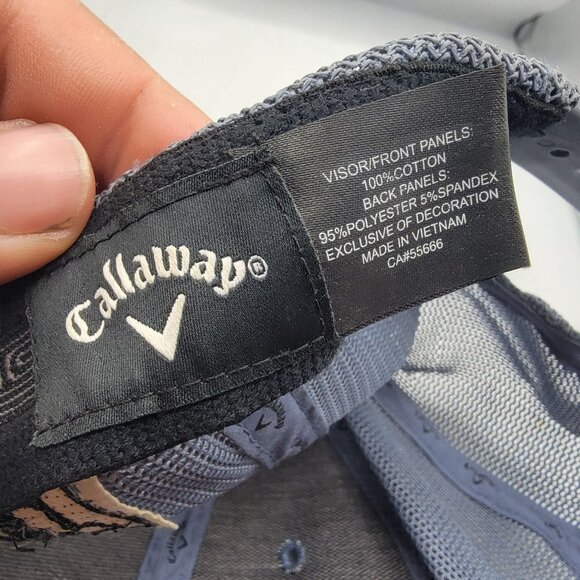 Callaway®
VISOR/FRONT PANELS:
100%COTTON
BACK PANELS:
95%POLYESTER 5%SPANDEX
EXCLUSIVE OF DECORATION
MADE IN VIETNAM
CA#55666